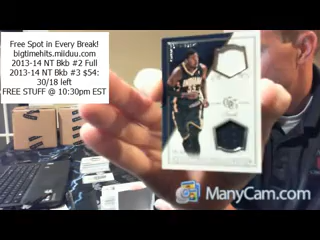 Free Spot in Every Break!
bigtimehits.miiduu.com
2013-14 NT Bkb #2 Full
2013-14 NT Bkb #3 $54:
30/18 left
FREE STUFF @ 10:30pm EST
ManyCam.com